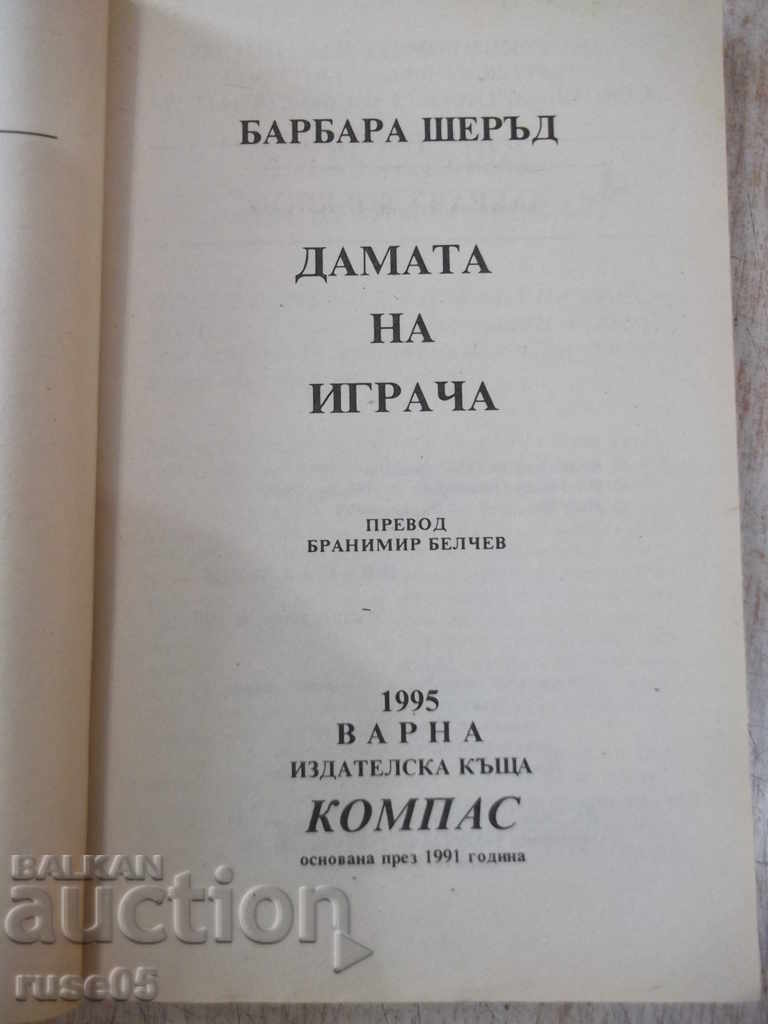 БАРБАРА ШЕРЪД
ДАМАТА
НА
ИГРАЧА
ПРЕВОД
БРАНИМИР БЕЛЧЕВ
1995
ВАРНА
ИЗДАТЕЛСКА КЪЩА
КОМПАС
основана през 1991 година
BALKAN
auction
ruse05